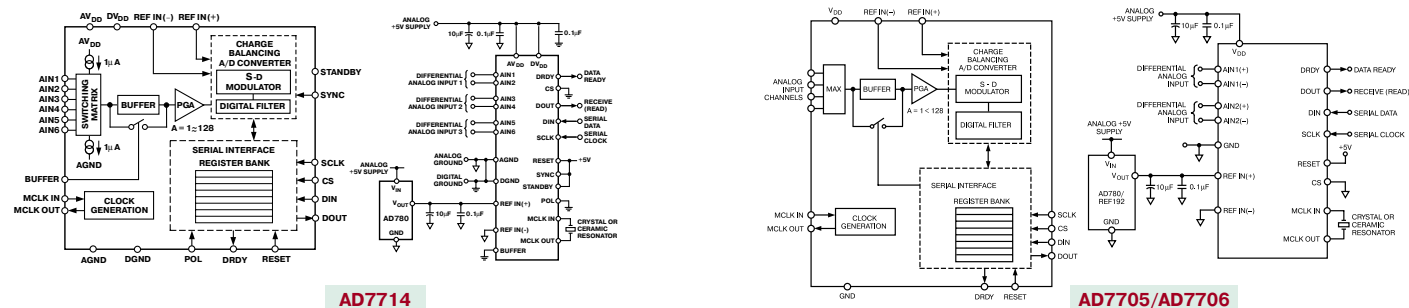 AVDD DVDD REF IN(-) REF IN(+)
AVDD
1µA
CHARGE
BALANCING
A/D CONVERTER
S-D
MODULATOR
DIGITAL FILTER
STANDBY
SYNC
AIN1
AIN2
AIN3
AIN4
AIN5
AIN6
SWITCHING
MATRIX
BUFFER
PGA
A = 1≈128
1µA
AGND
BUFFER
MCLK IN
MCLK OUT
CLOCK
GENERATION
SERIAL INTERFACE
REGISTER BANK
SCLK
CS
DIN
DOUT
AGND DGND POL DRDY RESET
ANALOG
+5V SUPPLY
10µF 0.1µF
0.1µF
AVDD DVDD
DIFFERENTIAL
ANALOG INPUT 1
AIN1
AIN2
DIFFERENTIAL
ANALOG INPUT 2
AIN3
AIN4
DIFFERENTIAL
ANALOG INPUT 3
AIN5
AIN6
ANALOG
GROUND
AGND
DIGITAL
GROUND
DGND
DRDY
DATA
READY
CS
DOUT
RECEIVE
(READ)
DIN
SERIAL
DATA
SCLK
SERIAL
CLOCK
RESET
+5V
SYNC
STANDBY
POL
ANALOG
+5V SUPPLY
VIN
VOUT
AD780
GND
10µF
0.1µF
REF IN(+)
REF IN(-)
BUFFER
MCLK IN
MCLK OUT
CRYSTAL OR
CERAMIC
RESONATOR
AD7714
VDD REF IN(-) REF IN(+)
CHARGE
BALANCING
A/D CONVERTER
S-D
MODULATOR
DIGITAL FILTER
ANALOG
INPUT
CHANNELS
MAX
BUFFER
PGA
A = 1 < 128
SERIAL INTERFACE
REGISTER BANK
MCLK IN
MCLK OUT
CLOCK
GENERATION
SCLK
CS
DIN
DOUT
GND DRDY RESET
ANALOG
+5V SUPPLY
10µF
0.1µF
VDD
DIFFERENTIAL
ANALOG
INPUT
AIN1(+)
AIN1(-)
DIFFERENTIAL
ANALOG
INPUT
AIN2(+)
AIN2(-)
GND
DRDY
DATA READY
DOUT
RECEIVE (READ)
DIN
SERIAL DATA
SCLK
SERIAL CLOCK
+5V
RESET
CS
ANALOG +5V
SUPPLY
VIN
VOUT
AD780/
REF192
GND
10µF
0.1µF
REF IN(+)
REF IN(-)
MCLK IN
MCLK OUT
CRYSTAL OR
CERAMIC
RESONATOR
AD7705/AD7706